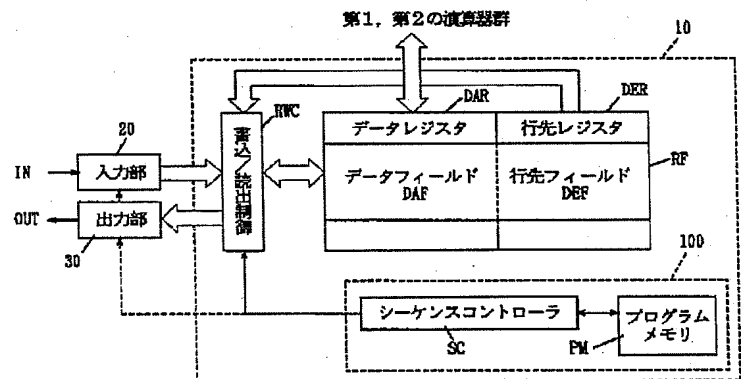 第1，第2の演算器群
10
DAR
DER
RWC
データレジスタ
行先レジスタ
20
IN
入力部
書込／読出制御
データフィールド
DAF
行先フィールド
DEF
RF
OUT
出力部
30
100
シーケンスコントローラ
SC
プログラム
メモリ
PM